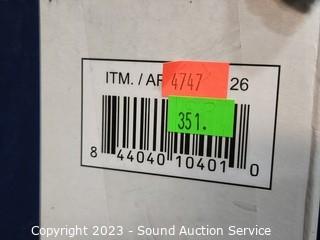 ITM. / AR 4747 26
351.
8 44040 10401 0
Copyright © 2023 - Sound Auction Service